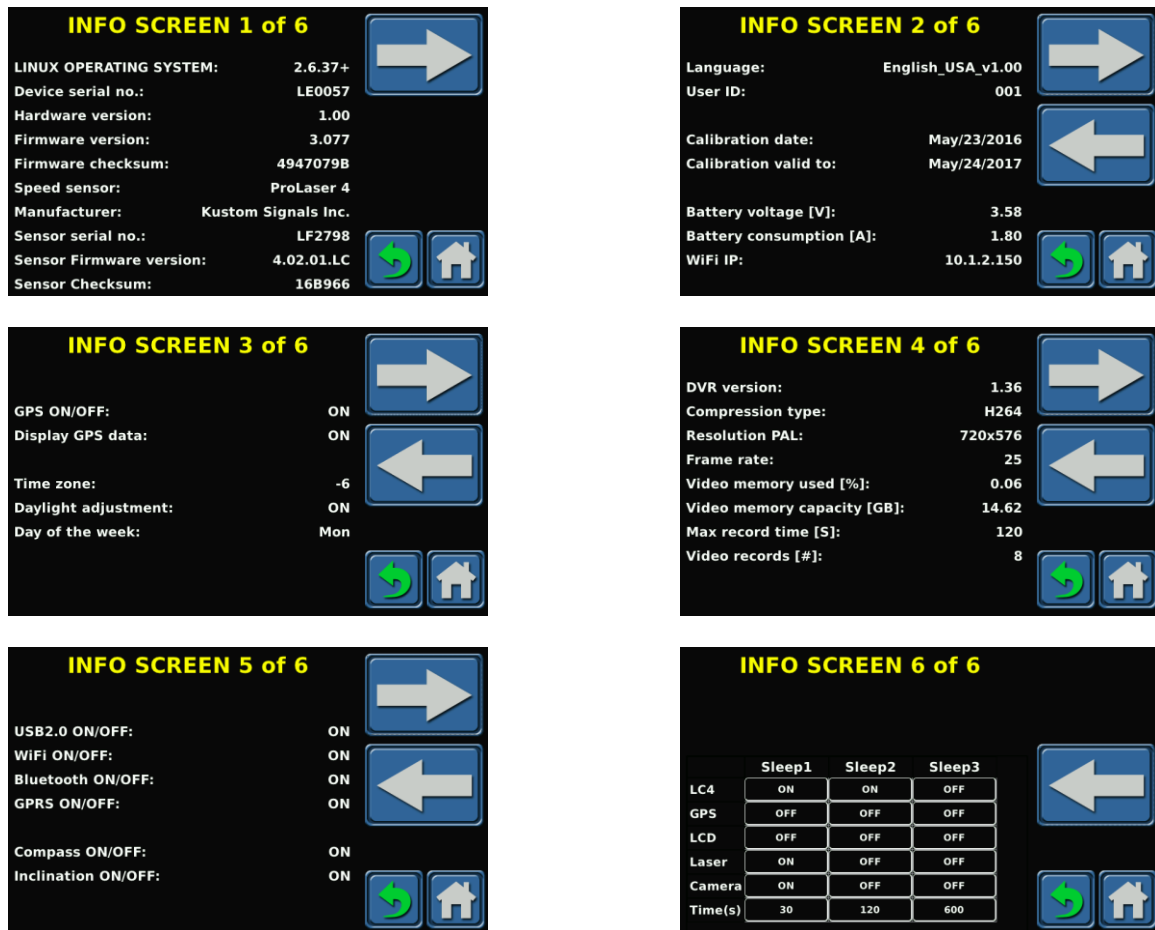 INFO SCREEN 1 of 6
LINUX OPERATING SYSTEM: 2.6.37+
Device serial no.: LE0057
Hardware version: 1.00
Firmware version: 3.077
Firmware checksum: 4947079B
Speed sensor: ProLaser 4
Manufacturer: Kustom Signals Inc.
Sensor serial no.: LF2798
Sensor Firmware version: 4.02.01.LC
Sensor Checksum: 16B966
INFO SCREEN 2 of 6
Language: English_USA_v1.00
User ID: 001
Calibration date: May/23/2016
Calibration valid to: May/24/2017
Battery voltage [V]: 3.58
Battery consumption [A]: 1.80
WiFi IP: 10.1.2.150
INFO SCREEN 3 of 6
GPS ON/OFF: ON
Display GPS data: ON
Time zone: -6
Daylight adjustment: ON
Day of the week: Mon
INFO SCREEN 4 of 6
DVR version: 1.36
Compression type: H264
Resolution PAL: 720x576
Frame rate: 25
Video memory used [%]: 0.06
Video memory capacity [GB]: 14.62
Max record time [S]: 120
Video records [#]: 8
INFO SCREEN 5 of 6
USB2.0 ON/OFF: ON
WiFi ON/OFF: ON
Bluetooth ON/OFF: ON
GPRS ON/OFF: ON
Compass ON/OFF: ON
Inclination ON/OFF: ON
INFO SCREEN 6 of 6
Sleep1 Sleep2 Sleep3
LC4 ON ON OFF
GPS OFF OFF OFF
LCD OFF OFF OFF
Laser ON OFF OFF
Camera ON OFF OFF
Time(s) 30 120 600